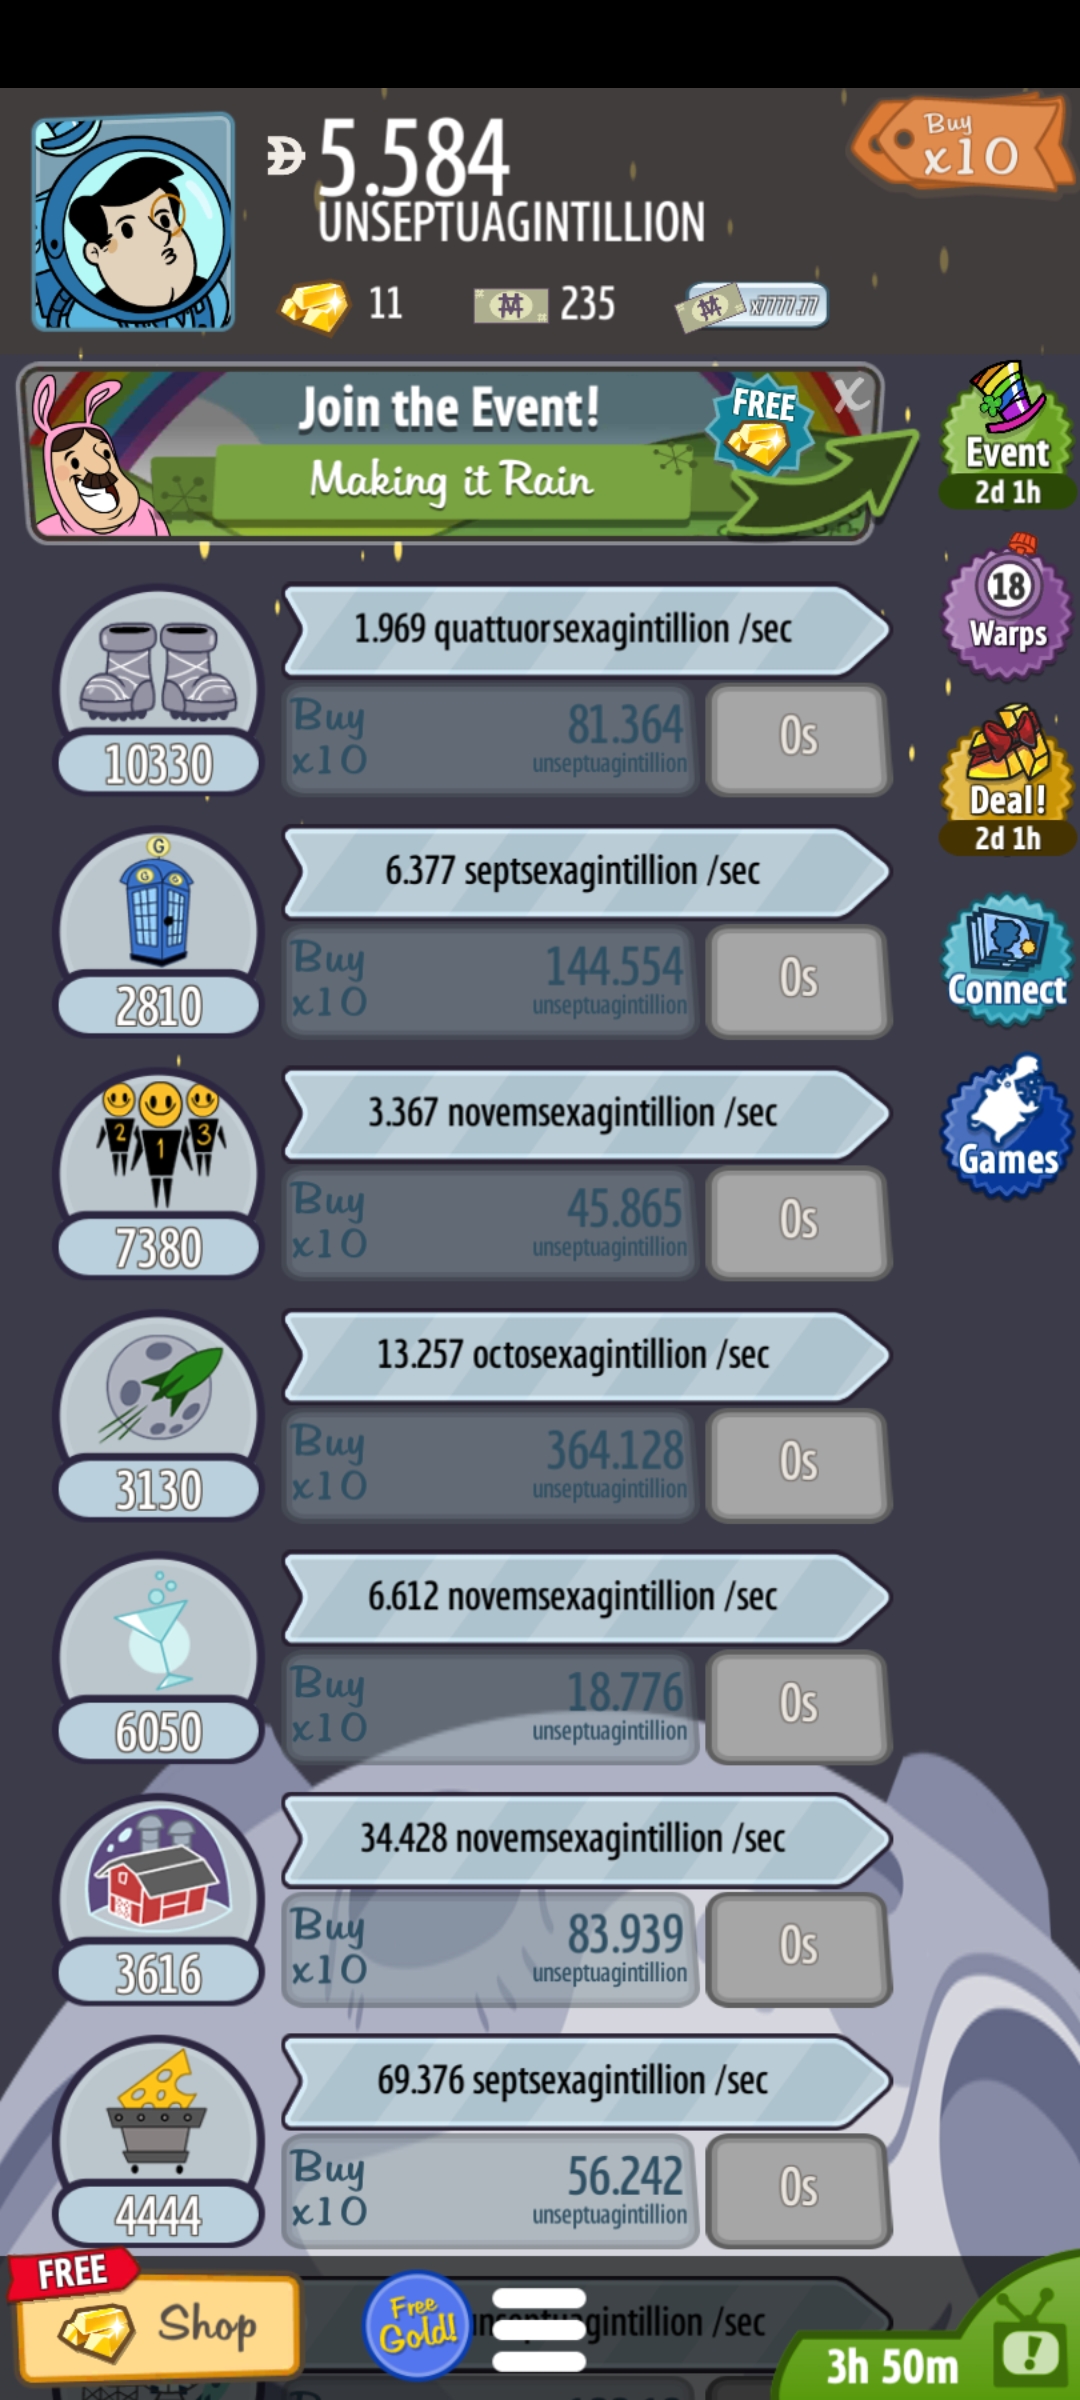 5.584
UNSEPTUAGINTILLION
Buy
x10
11
235
x7777.77
Join the Event!
Making it Rain
FREE
X
Event
2d 1h
18
Warps
Deal!
2d 1h
Connect
Games
1.969 quattuorsexagintillion /sec
Buy
x10
81.364
unseptuagintillion
0s
10330
G
G
G
6.377 septsexagintillion /sec
Buy
x10
144.554
unseptuagintillion
0s
2810
2
1
3
3.367 novemsexagintillion /sec
Buy
x10
45.865
unseptuagintillion
0s
7380
13.257 octosexagintillion /sec
Buy
x10
364.128
unseptuagintillion
0s
3130
6.612 novemsexagintillion /sec
Buy
x10
18.776
unseptuagintillion
0s
6050
34.428 novemsexagintillion /sec
Buy
x10
83.939
unseptuagintillion
0s
3616
69.376 septsexagintillion /sec
Buy
x10
56.242
unseptuagintillion
0s
4444
FREE
Shop
Free
Gold!
gintillion /sec
3h 50m
!